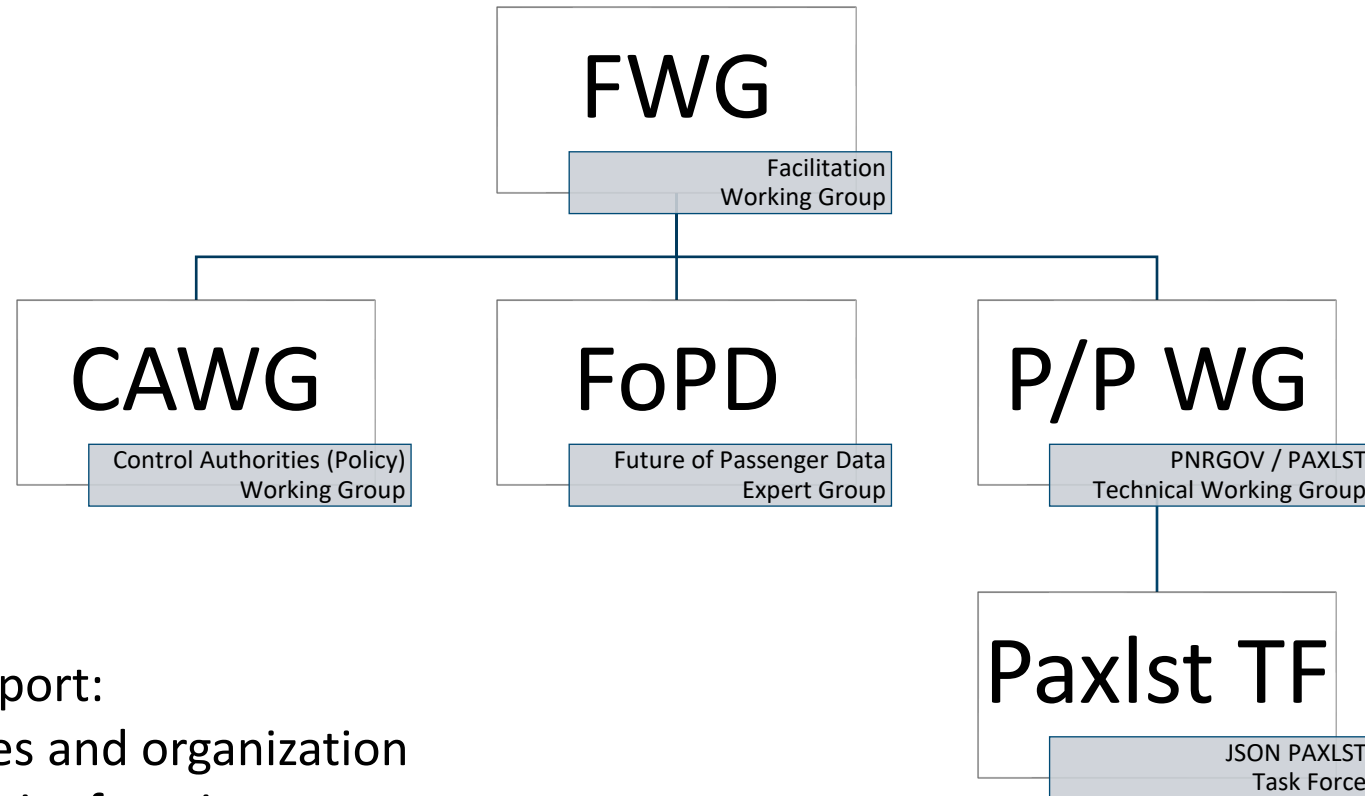 FWG
Facilitation
Working Group
CAWG
Control Authorities (Policy)
Working Group
FoPD
Future of Passenger Data
Expert Group
P/P WG
PNRGOV / PAXLST
Technical Working Group
Paxlst TF
JSON PAXLST
Task Force
port:
es and organization